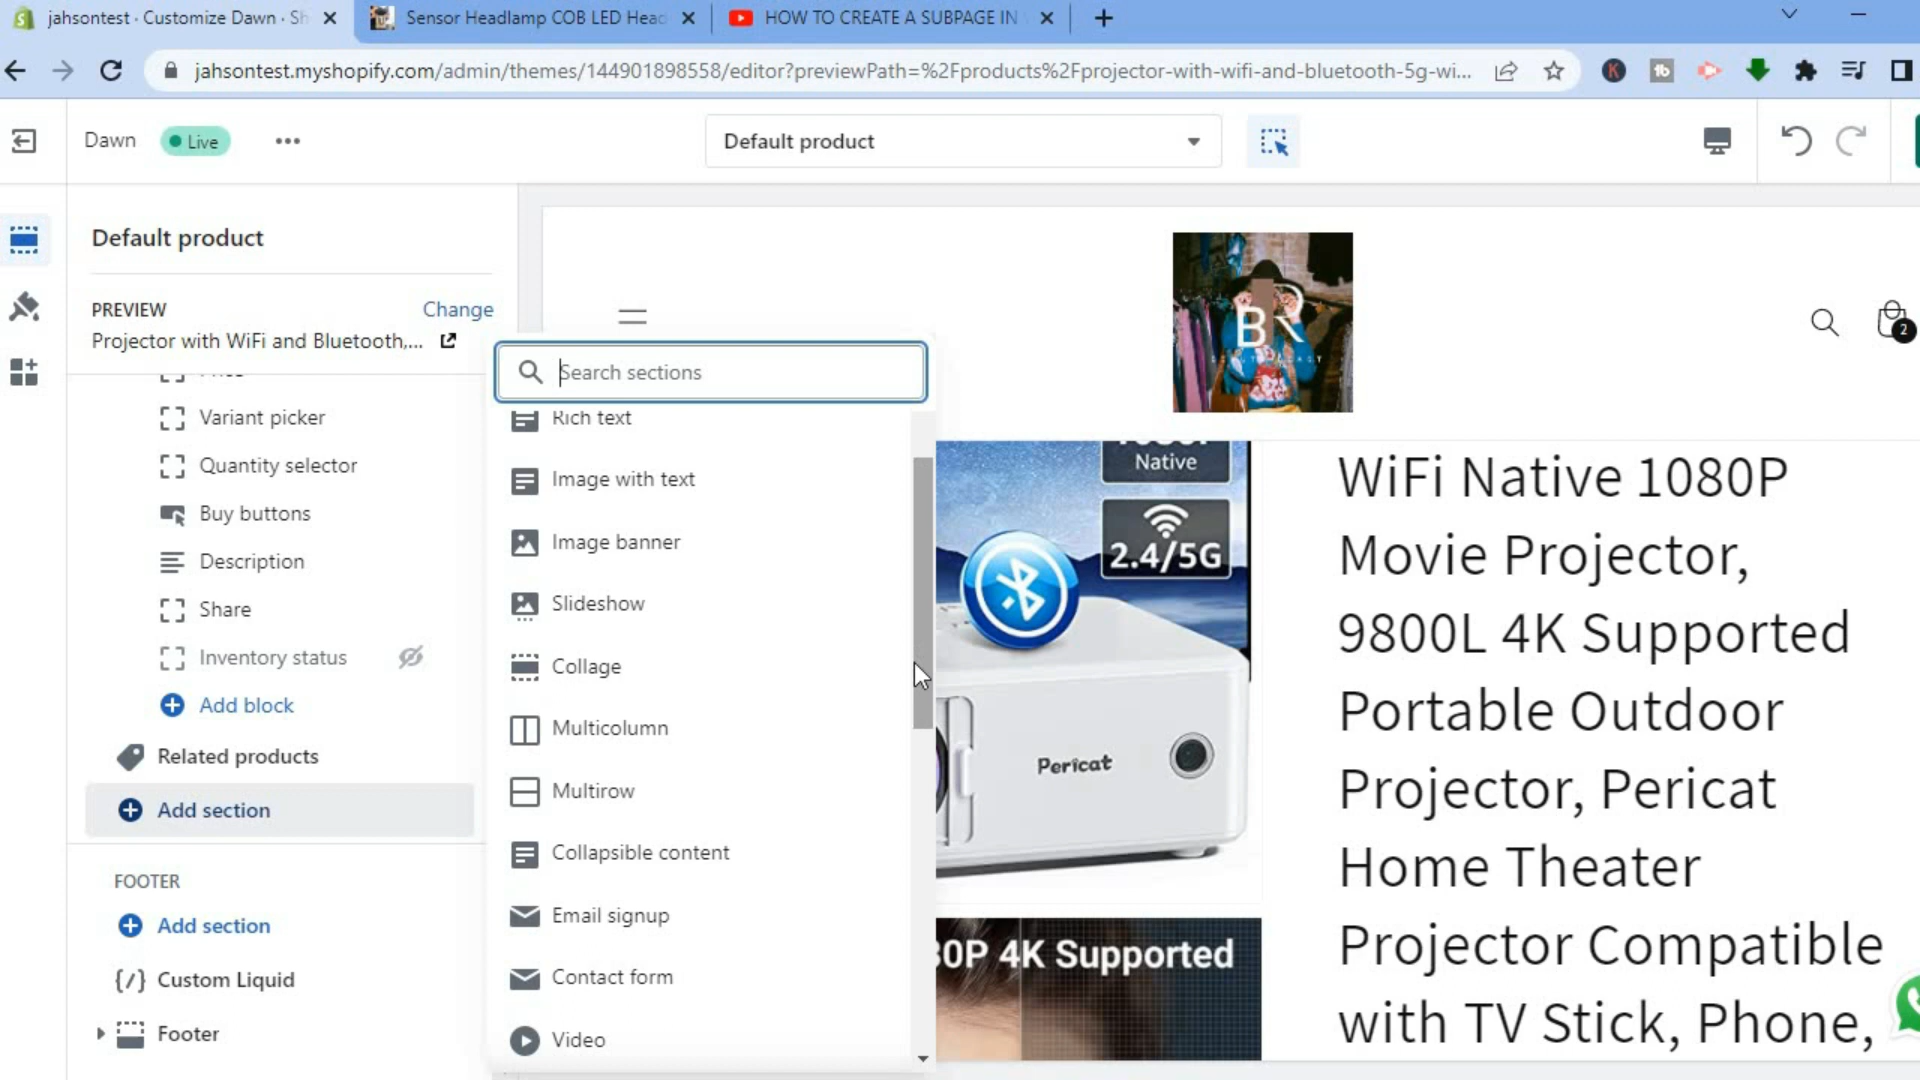 jahsontest · Customize Dawn · Sh
Sensor Headlamp COB LED Head
HOW TO CREATE A SUBPAGE IN
jahsontest.myshopify.com/admin/themes/144901898558/editor?previewPath=%2Fproducts%2Fprojector-with-wifi-and-bluetooth-5g-wi...
Dawn
Live
Default product
Default product
PREVIEW
Change
Projector with WiFi and Bluetooth,...
Price
Variant picker
Quantity selector
Buy buttons
Description
Share
Inventory status
Add block
Related products
Add section
FOOTER
Add section
Custom Liquid
Footer
Search sections
Rich text
Image with text
Image banner
Slideshow
Collage
Multicolumn
Multirow
Collapsible content
Email signup
Contact form
Video
BR
2
Native
2.4/5G
Pericat
80P 4K Supported
WiFi Native 1080P
Movie Projector,
9800L 4K Supported
Portable Outdoor
Projector, Pericat
Home Theater
Projector Compatible
with TV Stick, Phone,